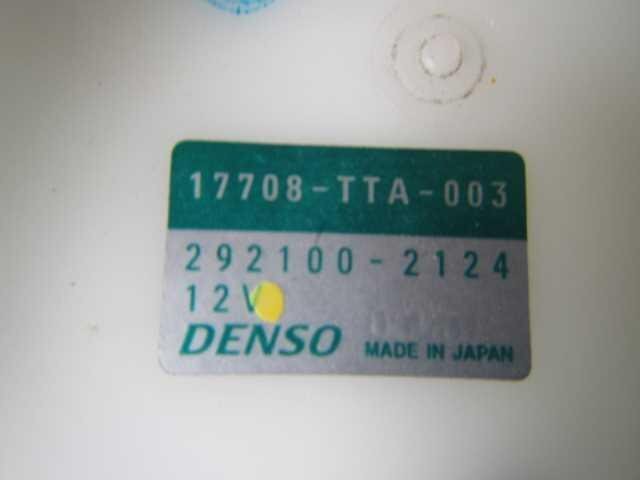 17708-TTA-003
292100-2124
12V
DENSO MADE IN JAPAN